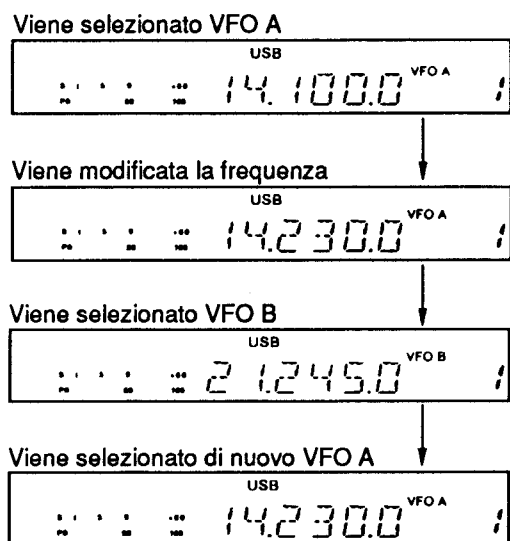 Viene selezionato VFO A
USB
VFO A
14.100.0 1
Viene modificata la frequenza
USB
VFO A
14.230.0 1
Viene selezionato VFO B
USB
VFO B
21.245.0 1
Viene selezionato di nuovo VFO A
USB
VFO A
14.230.0 1